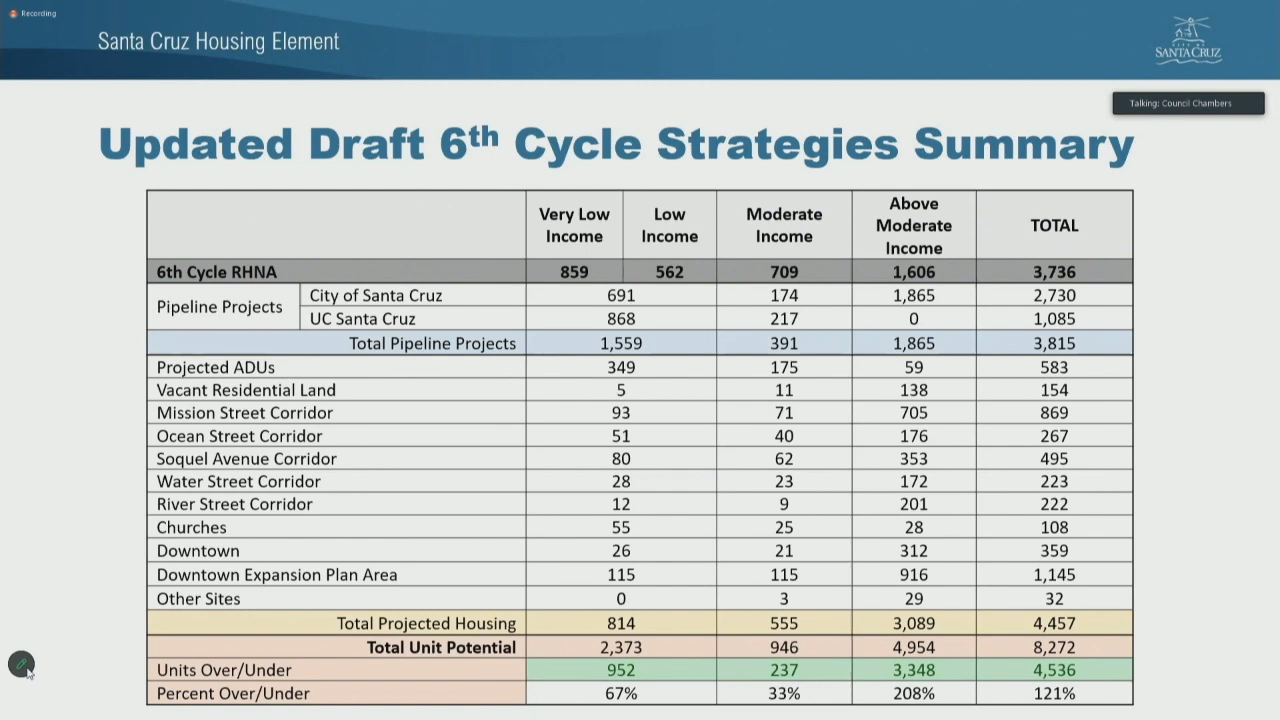 Recording
Santa Cruz Housing Element
CITY OF
SANTA CRUZ
Talking: Council Chambers
Updated Draft 6th Cycle Strategies Summary
Very Low Income Low Income Moderate Income Above Moderate Income TOTAL
6th Cycle RHNA 859 562 709 1,606 3,736
Pipeline Projects City of Santa Cruz 691 174 1,865 2,730
UC Santa Cruz 868 217 0 1,085
Total Pipeline Projects 1,559 391 1,865 3,815
Projected ADUs 349 175 59 583
Vacant Residential Land 5 11 138 154
Mission Street Corridor 93 71 705 869
Ocean Street Corridor 51 40 176 267
Soquel Avenue Corridor 80 62 353 495
Water Street Corridor 28 23 172 223
River Street Corridor 12 9 201 222
Churches 55 25 28 108
Downtown 26 21 312 359
Downtown Expansion Plan Area 115 115 916 1,145
Other Sites 0 3 29 32
Total Projected Housing 814 555 3,089 4,457
Total Unit Potential 2,373 946 4,954 8,272
Units Over/Under 952 237 3,348 4,536
Percent Over/Under 67% 33% 208% 121%